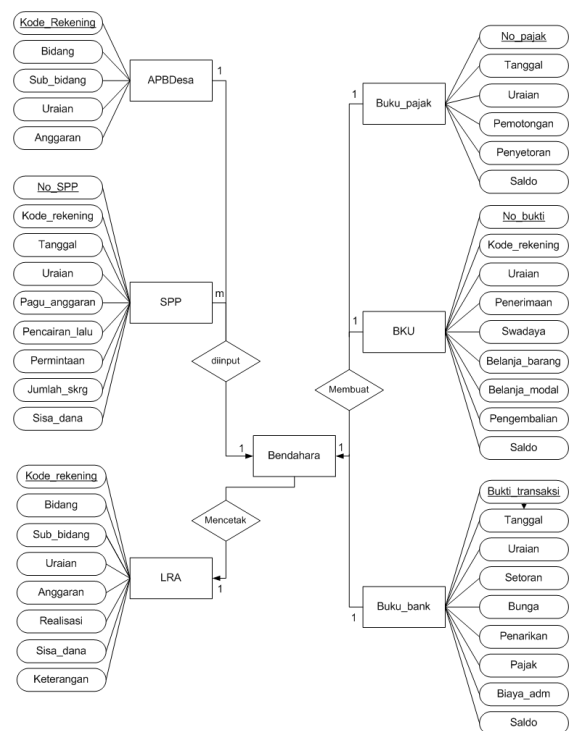 Kode_Rekening
Bidang
Sub_bidang
Uraian
Anggaran
APBDesa
1
No_SPP
Kode_rekening
Tanggal
Uraian
Pagu_anggaran
Pencairan_lalu
Permintaan
Jumlah_skrg
Sisa_dana
SPP
m
diinput
1
Bendahara
1
Mencetak
Kode_rekening
Bidang
Sub_bidang
Uraian
Anggaran
Realisasi
Sisa_dana
Keterangan
LRA
1
No_pajak
Tanggal
Uraian
Pemotongan
Penyetoran
Saldo
1
Buku_pajak
No_bukti
Kode_rekening
Uraian
Penerimaan
Swadaya
Belanja_barang
Belanja_modal
Pengembalian
Saldo
1
BKU
Membuat
Bukti_transaksi
Tanggal
Uraian
Setoran
Bunga
Penarikan
Pajak
Biaya_adm
Saldo
Buku_bank
1